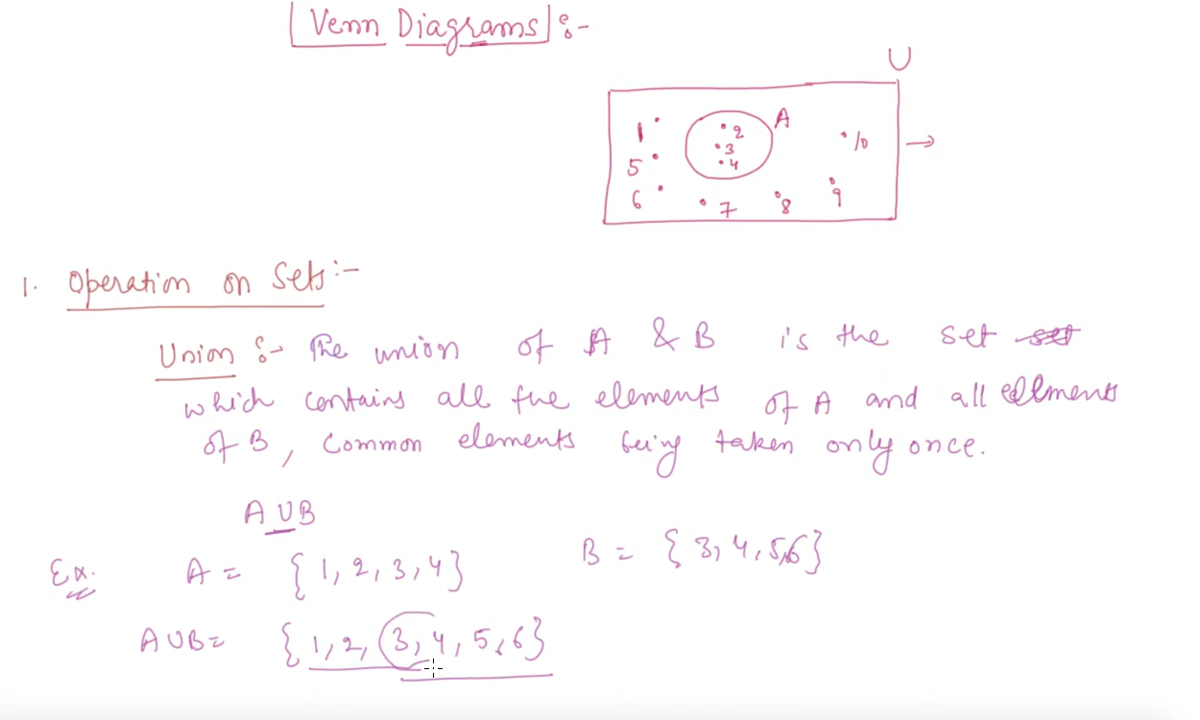 Venn Diagrams :-
U
A
1 2 10
3
5 4
6 7 8 9
1. Operation on Sets :-
Union :- The union of A & B is the set set
which contains all the elements of A and all ellments
of B, common elements being taken only once.
A U B
Ex. A = {1, 2, 3, 4} B = {3, 4, 5, 6}
A U B = {1, 2, 3, 4, 5, 6}